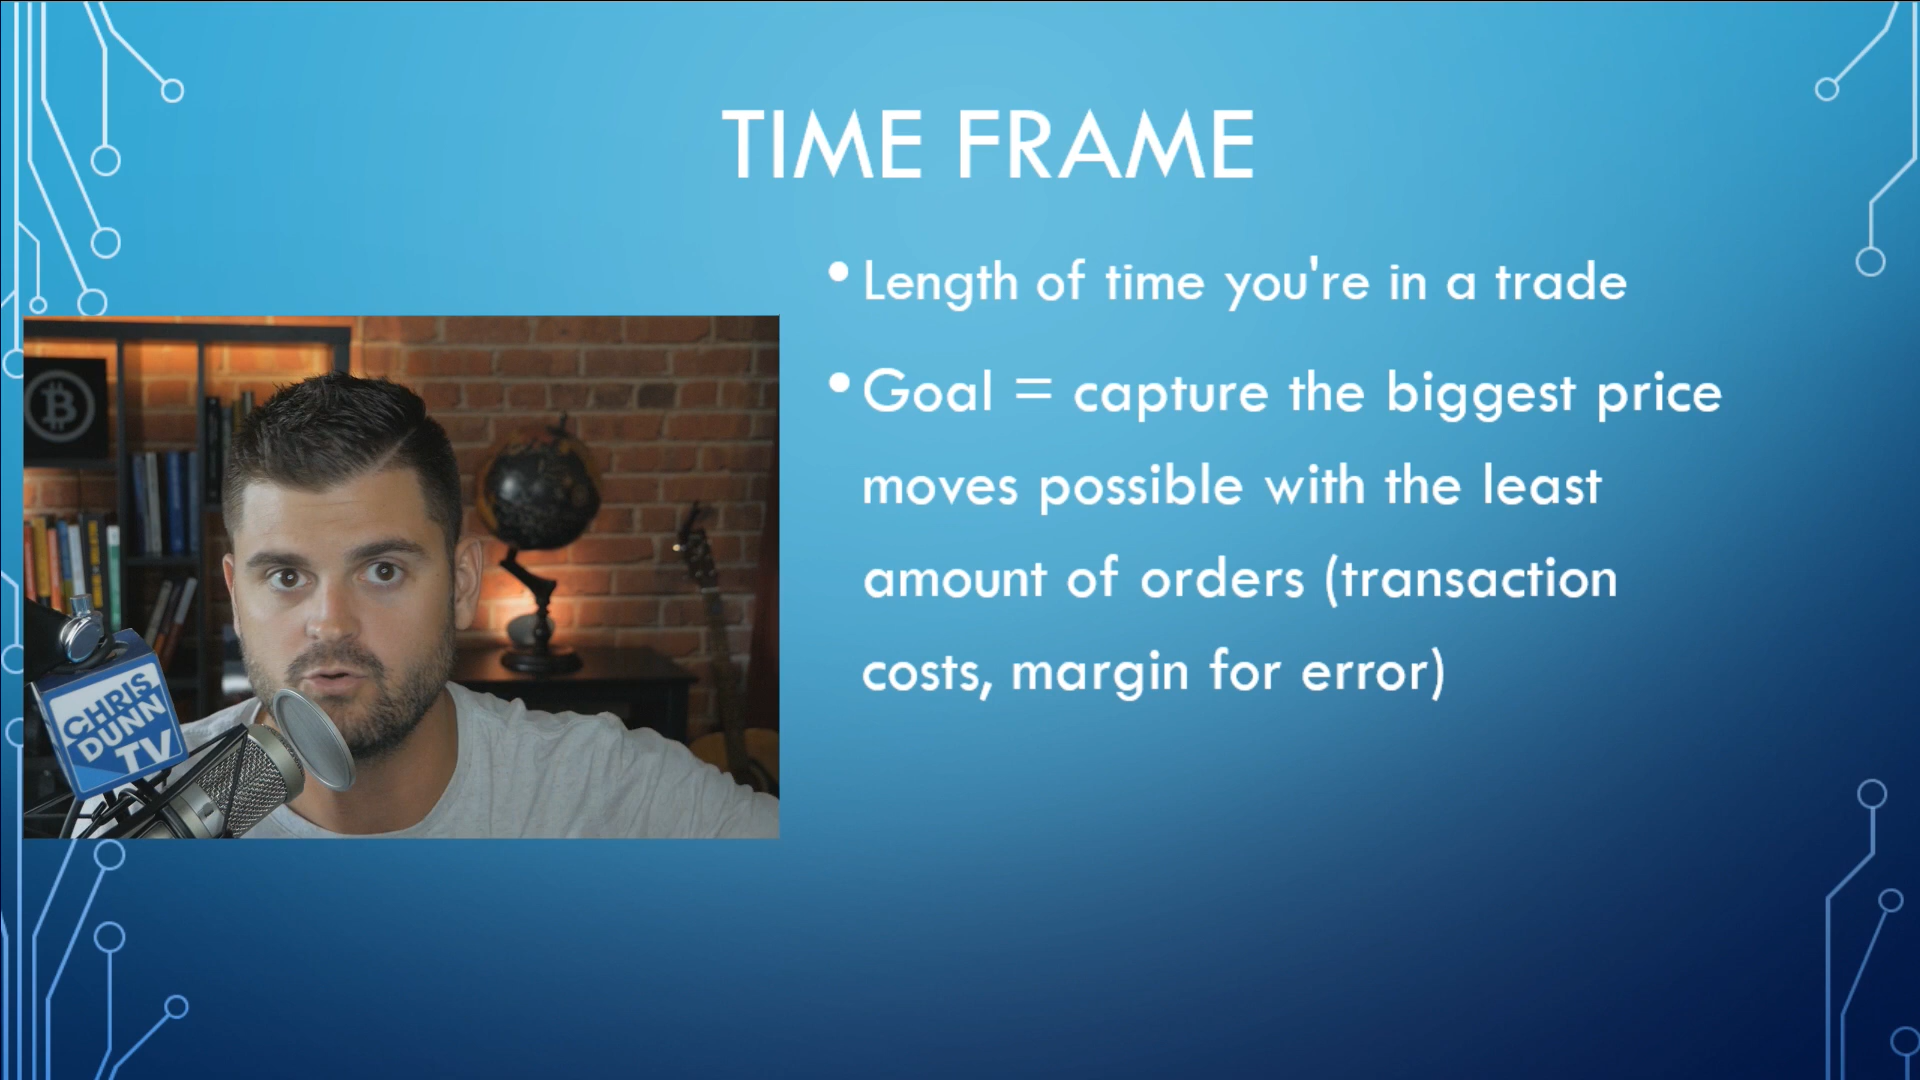 TIME FRAME
• Length of time you're in a trade
• Goal = capture the biggest price
moves possible with the least
amount of orders (transaction
costs, margin for error)
CHRIS
DUNN
TV